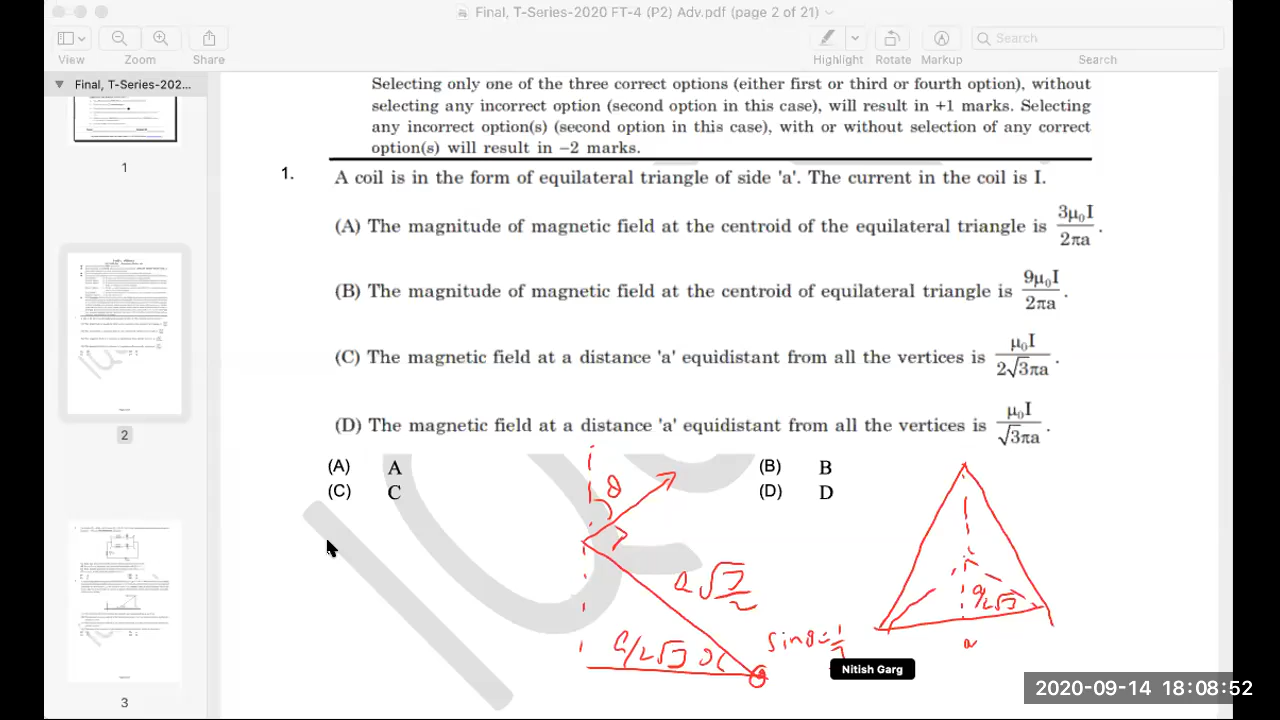 Final, T-Series-2020 FT-4 (P2) Adv.pdf (page 2 of 21)
View
Zoom
Share
Highlight
Rotate
Markup
Search
Search
Final, T-Series-202...
Selecting only one of the three correct options (either first or third or fourth option), without
selecting any incorrect option (second option in this case), will result in +1 marks. Selecting
any incorrect option(s) (second option in this case), with or without selection of any correct
option(s) will result in −2 marks.
1. A coil is in the form of equilateral triangle of side 'a'. The current in the coil is I.
(A) The magnitude of magnetic field at the centroid of the equilateral triangle is 3μ₀I/2πa.
(B) The magnitude of magnetic field at the centroid of equilateral triangle is 9μ₀I/2πa.
(C) The magnetic field at a distance 'a' equidistant from all the vertices is μ₀I/2√3πa.
(D) The magnetic field at a distance 'a' equidistant from all the vertices is μ₀I/√3πa.
(A) A (B) B
(C) C (D) D
θ
a√3/2
a/2√3
a/2√3
a
sinθ=1/
1
2
3
Nitish Garg
2020-09-14 18:08:52